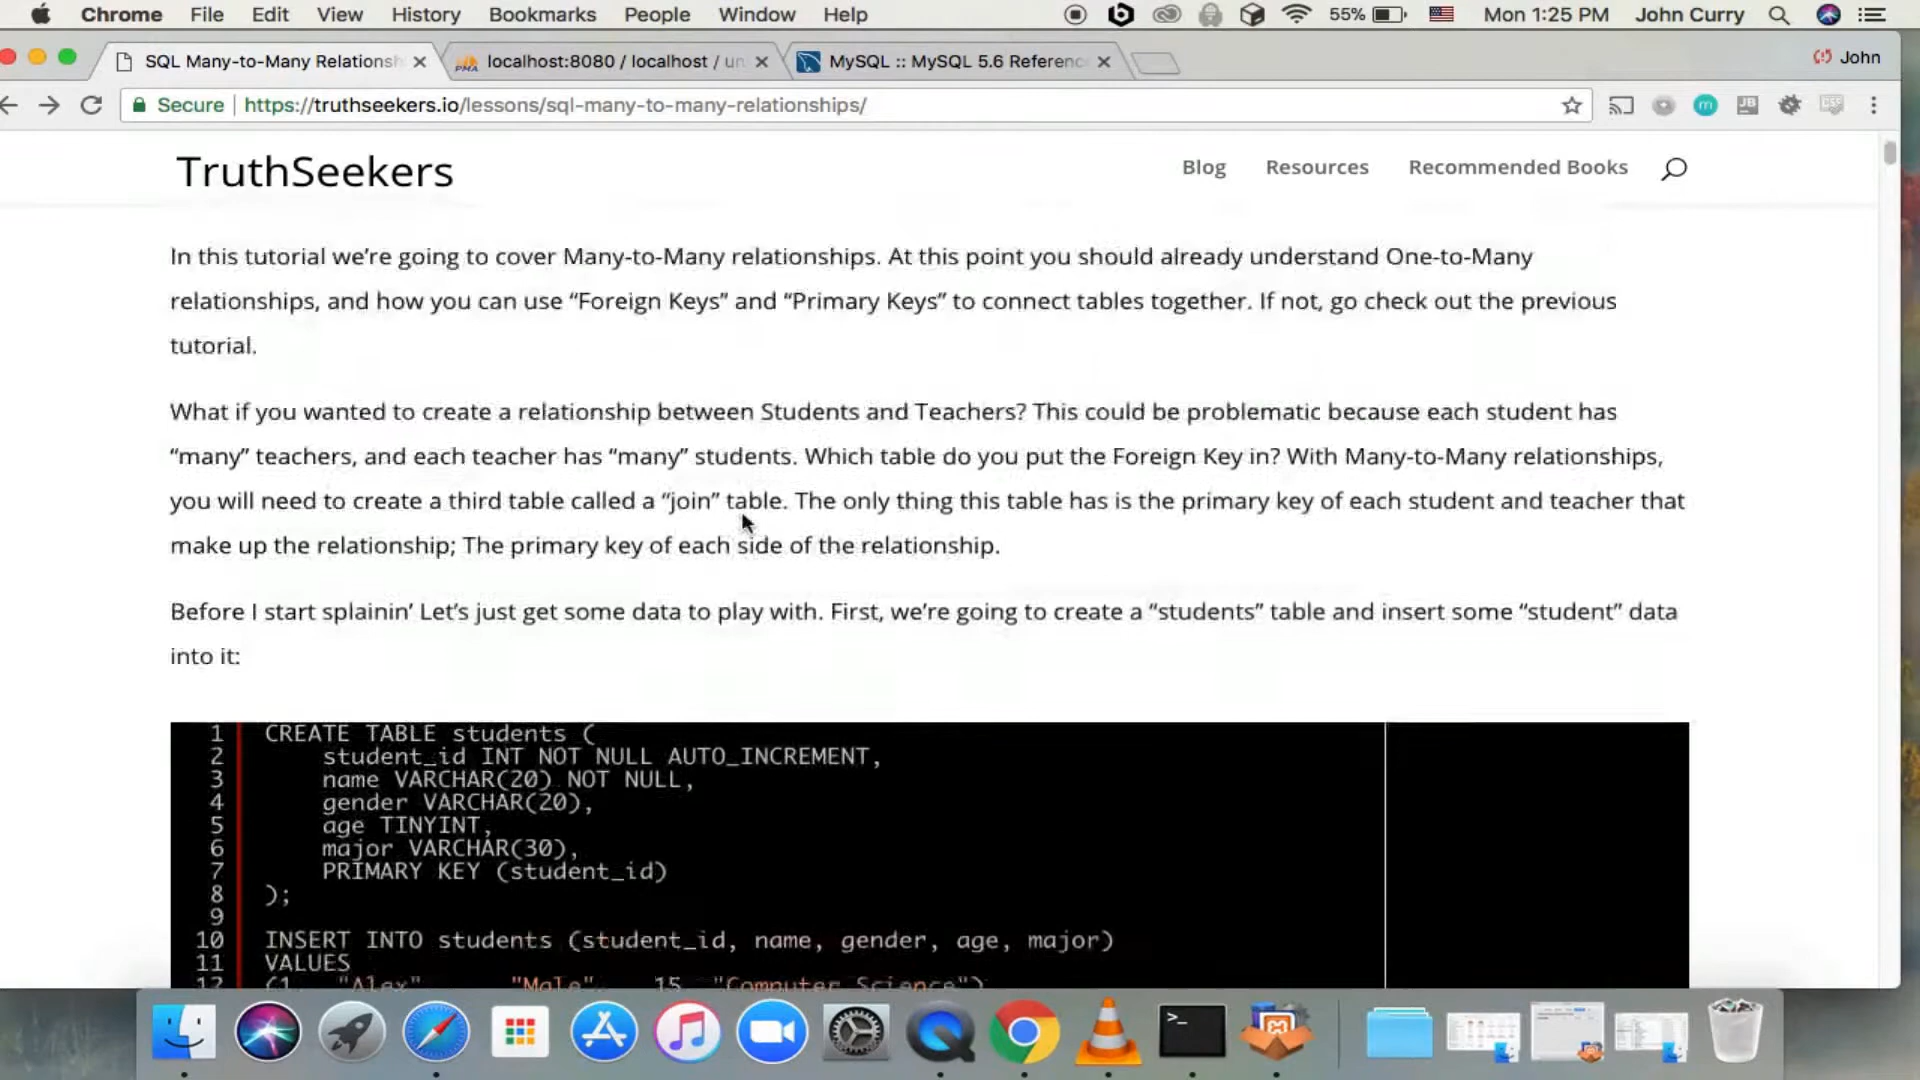 Chrome File Edit View History Bookmarks People Window Help 55% Mon 1:25 PM John Curry
SQL Many-to-Many Relationsh localhost:8080 / localhost / un MySQL :: MySQL 5.6 Referenc John
Secure https://truthseekers.io/lessons/sql-many-to-many-relationships/
TruthSeekers Blog Resources Recommended Books
In this tutorial we're going to cover Many-to-Many relationships. At this point you should already understand One-to-Many
relationships, and how you can use “Foreign Keys” and “Primary Keys” to connect tables together. If not, go check out the previous
tutorial.
What if you wanted to create a relationship between Students and Teachers? This could be problematic because each student has
“many” teachers, and each teacher has “many” students. Which table do you put the Foreign Key in? With Many-to-Many relationships,
you will need to create a third table called a “join” table. The only thing this table has is the primary key of each student and teacher that
make up the relationship; The primary key of each side of the relationship.
Before I start splainin’ Let’s just get some data to play with. First, we’re going to create a “students” table and insert some “student” data
into it:
1 CREATE TABLE students (
2 student_id INT NOT NULL AUTO_INCREMENT,
3 name VARCHAR(20) NOT NULL,
4 gender VARCHAR(20),
5 age TINYINT,
6 major VARCHAR(30),
7 PRIMARY KEY (student_id)
8 );
9
10 INSERT INTO students (student_id, name, gender, age, major)
11 VALUES
12 (1, "Alex", "Male", 15, "Computer Science"),